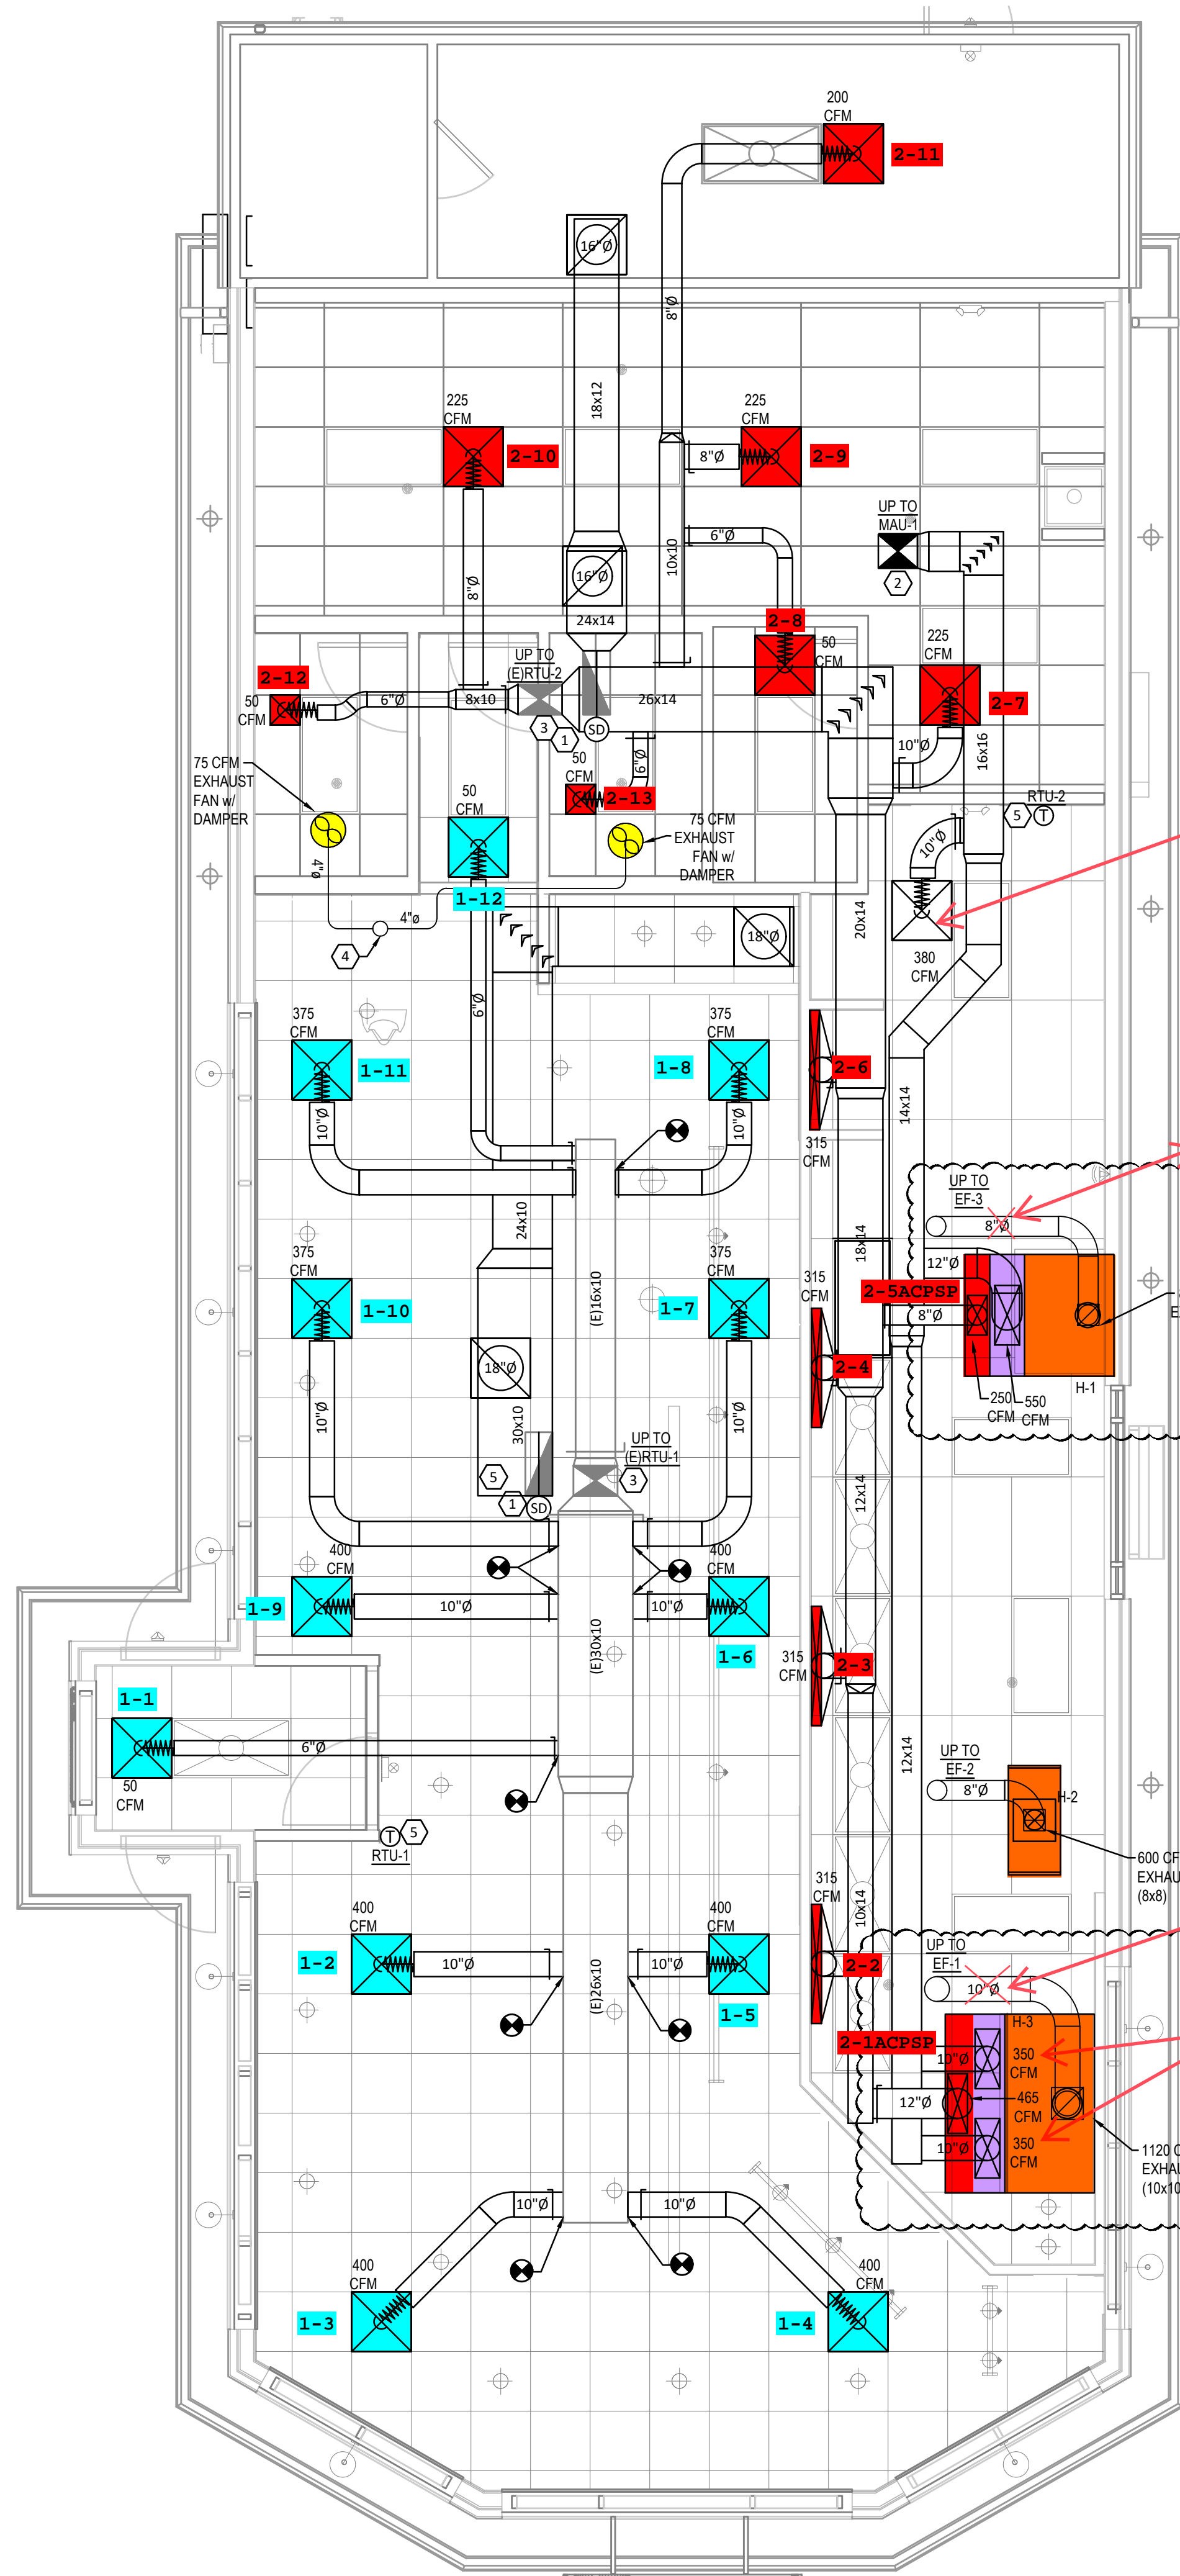 200
CFM
2-11
16"Ø
8"Ø
18x12
225
CFM
2-10
225
CFM
2-9
8"Ø
UP TO
MAU-1
2
6"Ø
10x10
16"Ø
8"Ø
24x14
2-8
50
CFM
225
CFM
2-7
UP TO
(E)RTU-2
2-12
50
CFM
6"Ø
8x10
26x14
3
1
SD
6"Ø
10"Ø
16x16
50
CFM
2-13
75 CFM
EXHAUST
FAN w/
DAMPER
50
CFM
75 CFM
EXHAUST
FAN w/
DAMPER
RTU-2
5
T
10"Ø
4"ø
1-12
4"ø
4
18"Ø
20x14
380
CFM
6"Ø
375
CFM
1-11
375
CFM
1-8
2-6
10"Ø
10"Ø
14x14
315
CFM
UP TO
EF-3
8"Ø
24x10
18x14
12"Ø
375
CFM
1-10
375
CFM
1-7
315
CFM
(E)16x10
2-5ACPSP
8"Ø
E
18"Ø
2-4
H-1
250
CFM
550
CFM
10"Ø
30x10
10"Ø
UP TO
(E)RTU-1
3
5
1
SD
12x14
400
CFM
400
CFM
1-9
10"Ø
10"Ø
1-6
(E)30x10
315
CFM
2-3
1-1
6"Ø
50
CFM
12x14
UP TO
EF-2
8"Ø
H-2
T
5
RTU-1
600 CF
EXHAU
(8x8)
315
CFM
10x14
400
CFM
400
CFM
1-2
10"Ø
10"Ø
1-5
(E)26x10
2-2
UP TO
EF-1
10"Ø
H-3
2-1ACPSP
10"Ø
350
CFM
12"Ø
465
CFM
10"Ø
350
CFM
1120 C
EXHAU
(10x10
10"Ø
10"Ø
400
CFM
400
CFM
1-3
1-4